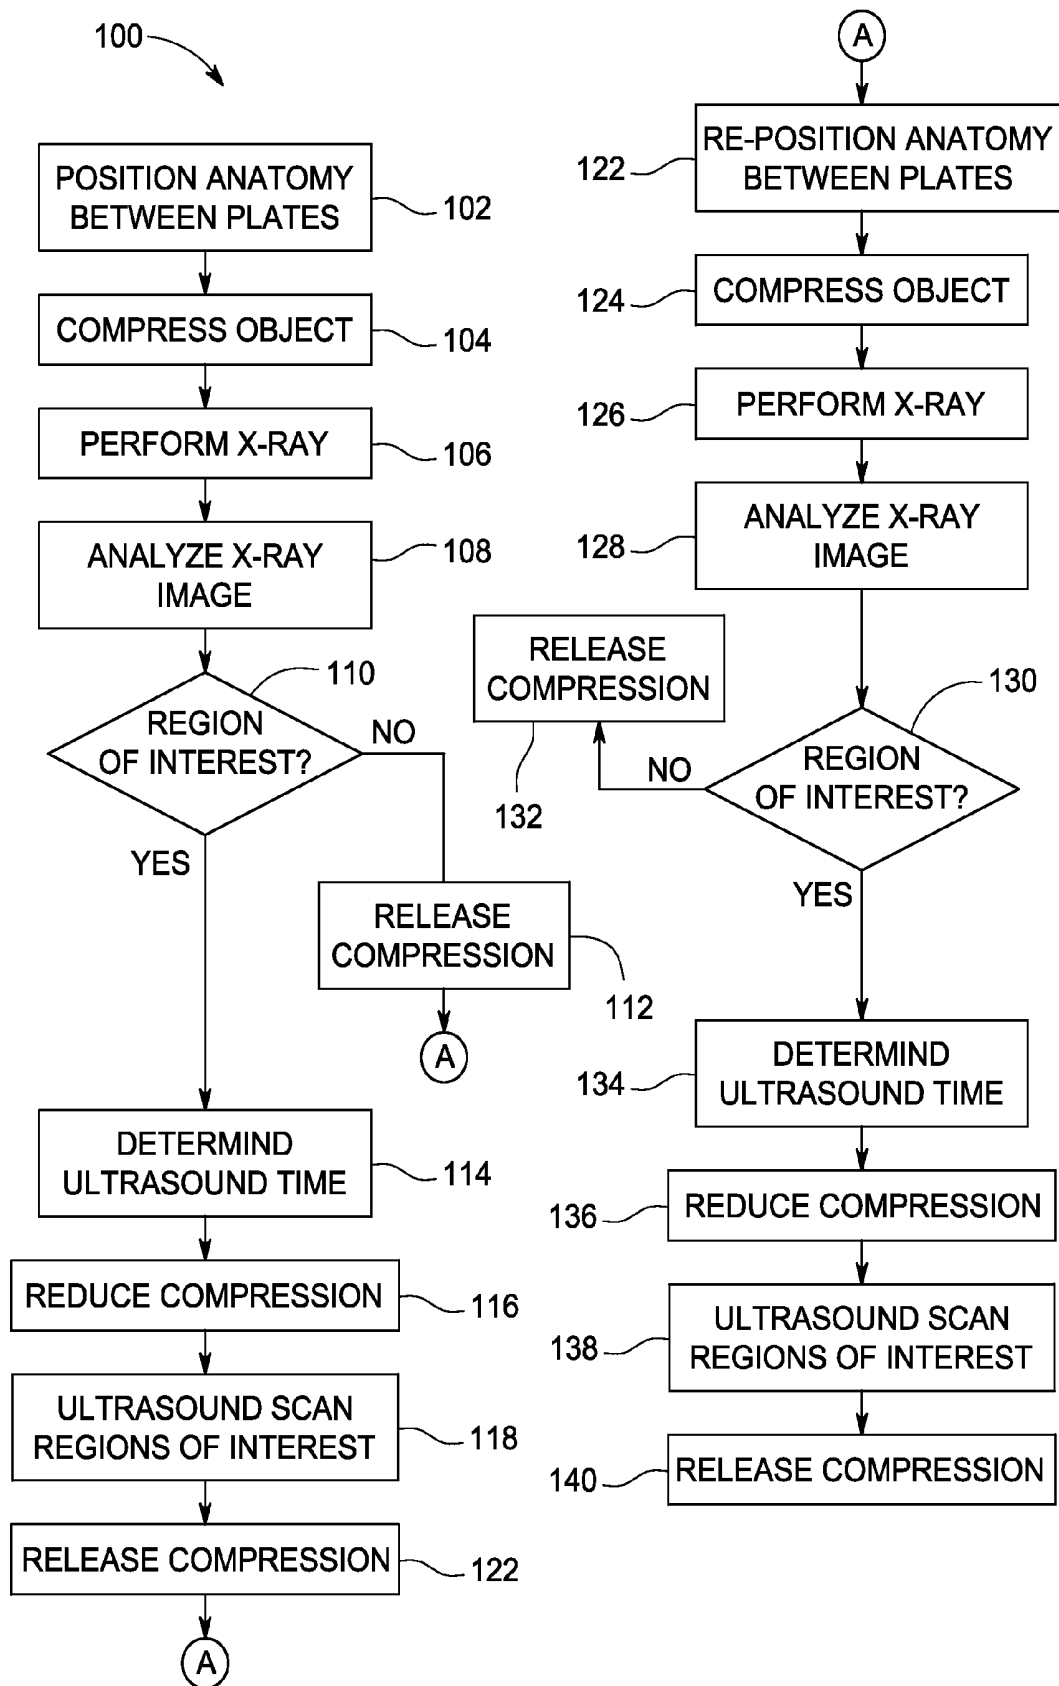 100
POSITION ANATOMY
BETWEEN PLATES
102
COMPRESS OBJECT
104
PERFORM X-RAY
106
ANALYZE X-RAY
IMAGE
108
110
REGION
OF INTEREST?
NO
YES
RELEASE
COMPRESSION
112
A
DETERMIND
ULTRASOUND TIME
114
REDUCE COMPRESSION
116
ULTRASOUND SCAN
REGIONS OF INTEREST
118
RELEASE COMPRESSION
122
A
A
RE-POSITION ANATOMY
BETWEEN PLATES
122
COMPRESS OBJECT
124
PERFORM X-RAY
126
ANALYZE X-RAY
IMAGE
128
130
REGION
OF INTEREST?
NO
RELEASE
COMPRESSION
132
YES
DETERMIND
ULTRASOUND TIME
134
REDUCE COMPRESSION
136
ULTRASOUND SCAN
REGIONS OF INTEREST
138
RELEASE COMPRESSION
140